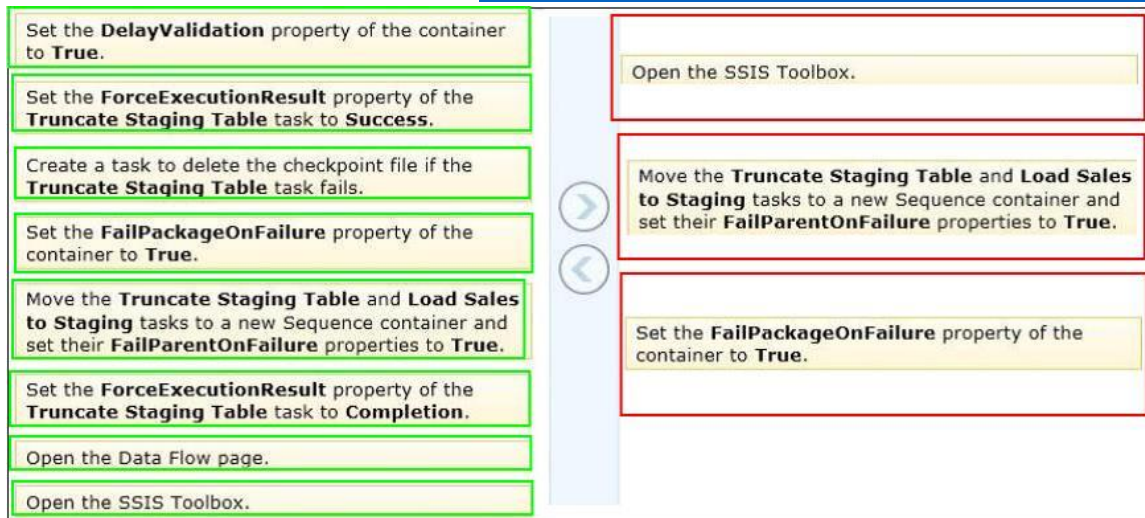 Set the DelayValidation property of the container
to True.
Set the ForceExecutionResult property of the
Truncate Staging Table task to Success.
Create a task to delete the checkpoint file if the
Truncate Staging Table task fails.
Set the FailPackageOnFailure property of the
container to True.
Move the Truncate Staging Table and Load Sales
to Staging tasks to a new Sequence container and
set their FailParentOnFailure properties to True.
Set the ForceExecutionResult property of the
Truncate Staging Table task to Completion.
Open the Data Flow page.
Open the SSIS Toolbox.
Open the SSIS Toolbox.
Move the Truncate Staging Table and Load Sales
to Staging tasks to a new Sequence container and
set their FailParentOnFailure properties to True.
Set the FailPackageOnFailure property of the
container to True.